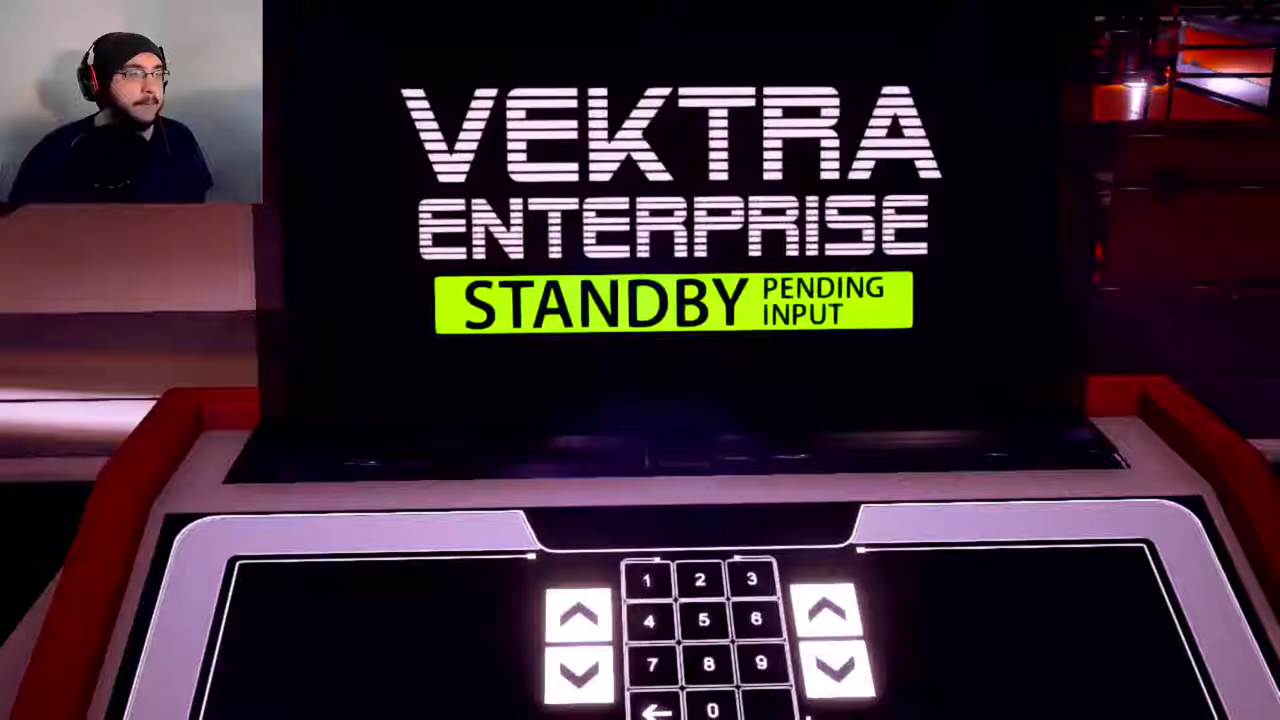 VEKTRA
ENTERPRISE
STANDBY PENDING INPUT
1 2 3
4 5 6
7 8 9
← 0